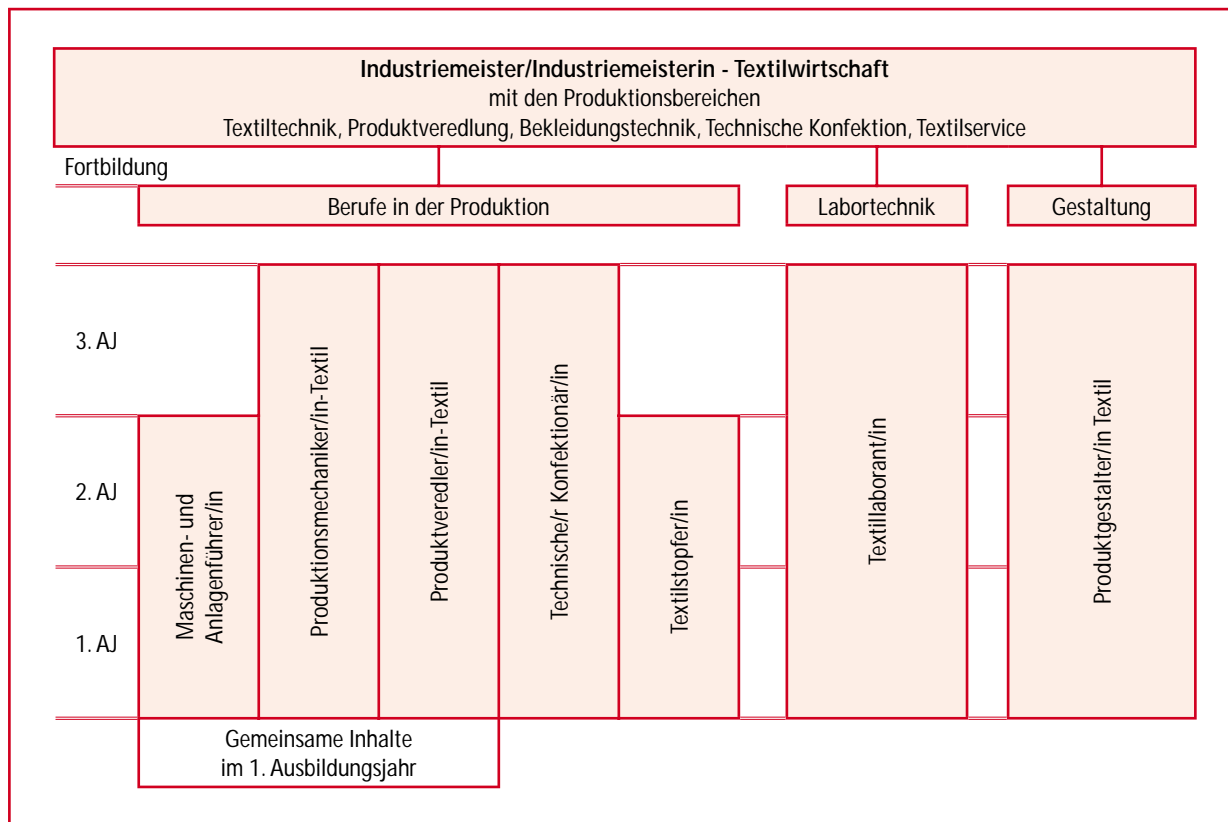 Industriemeister/Industriemeisterin - Textilwirtschaft
mit den Produktionsbereichen
Textiltechnik, Produktveredlung, Bekleidungstechnik, Technische Konfektion, Textilservice
Fortbildung
Berufe in der Produktion
Labortechnik
Gestaltung
3. AJ
2. AJ
1. AJ
Maschinen- und
Anlagenführer/in
Produktionsmechaniker/in-Textil
Produktveredler/in-Textil
Technische/r Konfektionär/in
Textilstopfer/in
Textillaborant/in
Produktgestalter/in Textil
Gemeinsame Inhalte
im 1. Ausbildungsjahr